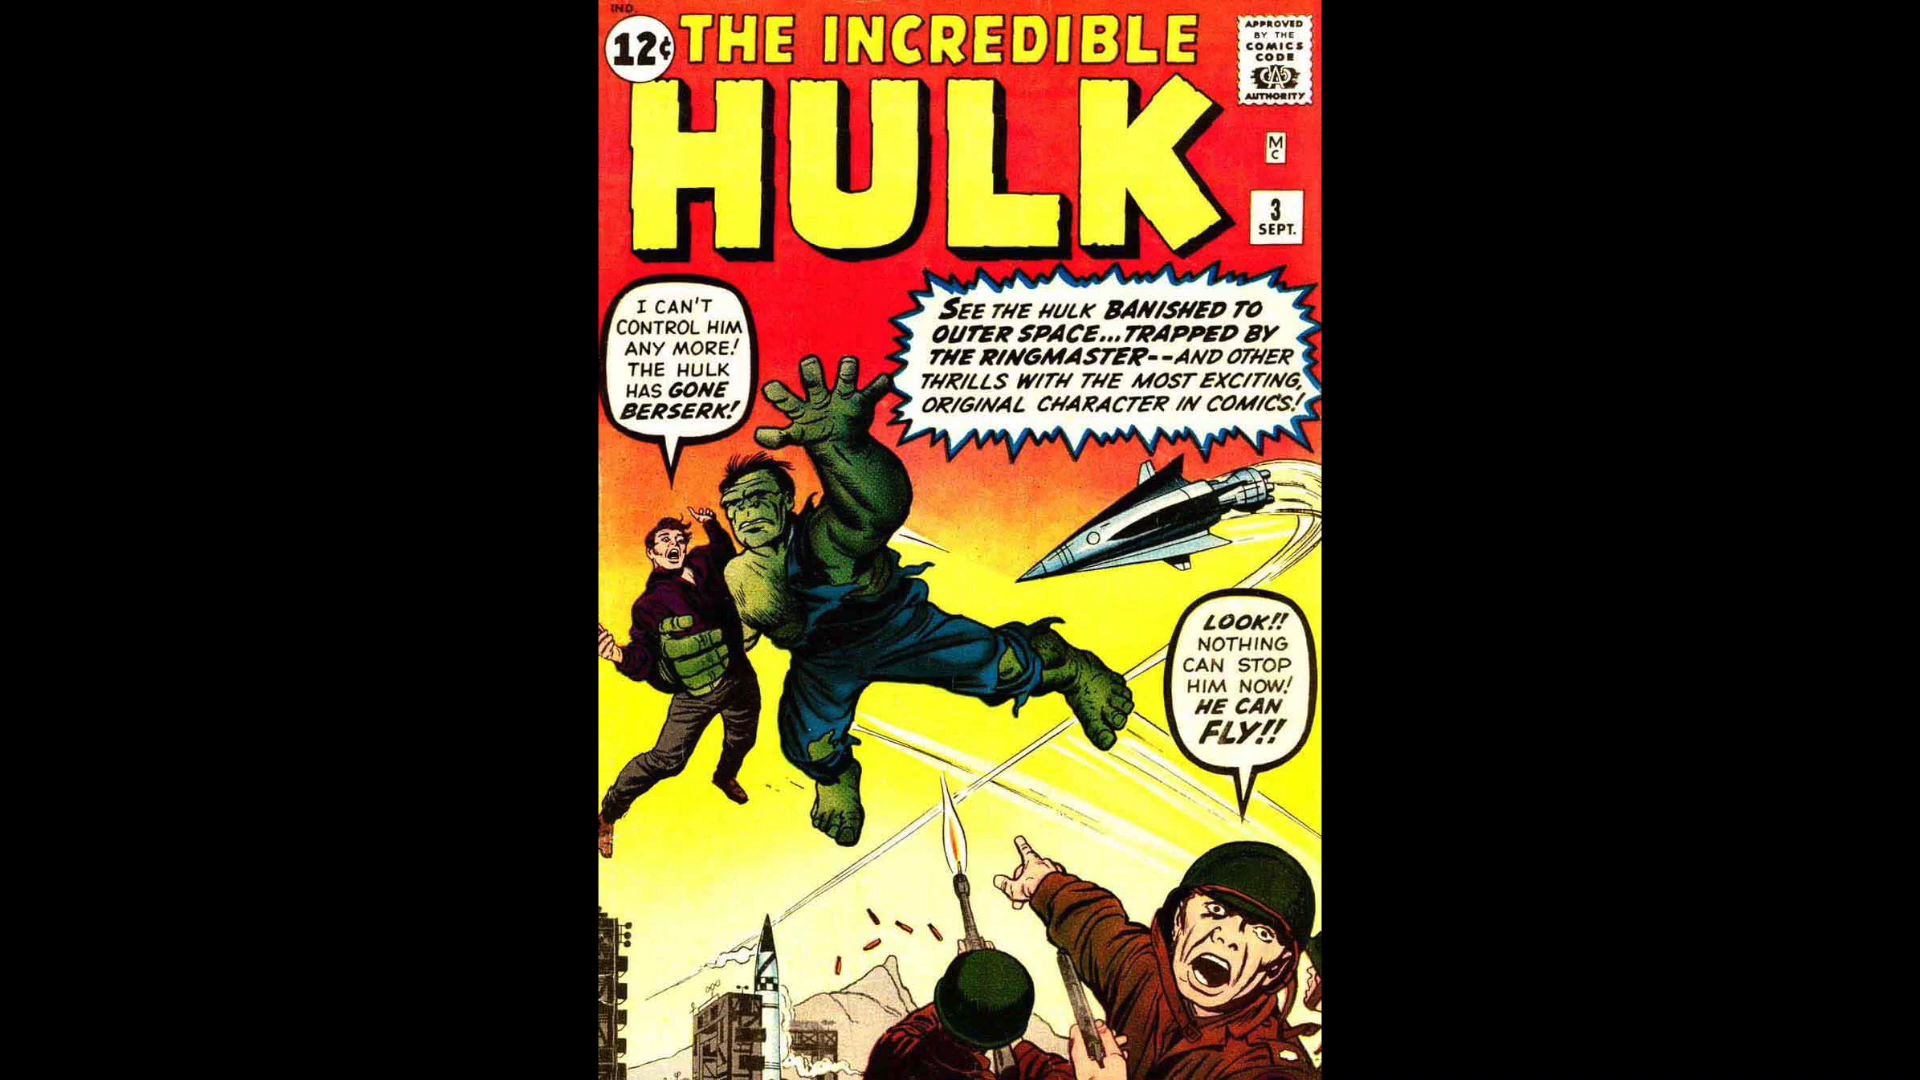 IND.
12¢
THE INCREDIBLE
HULK
APPROVED
BY THE
COMICS
CODE
CA
AUTHORITY
M
C
3
SEPT.
I CAN'T
CONTROL HIM
ANY MORE!
THE HULK
HAS GONE
BERSERK!
SEE THE HULK BANISHED TO
OUTER SPACE...TRAPPED BY
THE RINGMASTER--AND OTHER
THRILLS WITH THE MOST EXCITING,
ORIGINAL CHARACTER IN COMICS!
LOOK!!
NOTHING
CAN STOP
HIM NOW!
HE CAN
FLY!!